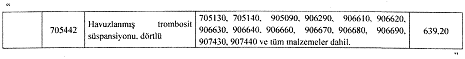 “
705442 Havuzlanmış trombosit süspansiyonu, dörtlü 705130, 705140, 905090, 906290, 906610, 906620, 639.20
906630, 906640, 906660, 906670, 906680, 906690,
907430, 907440 ve tüm malzemeler dahil.
”